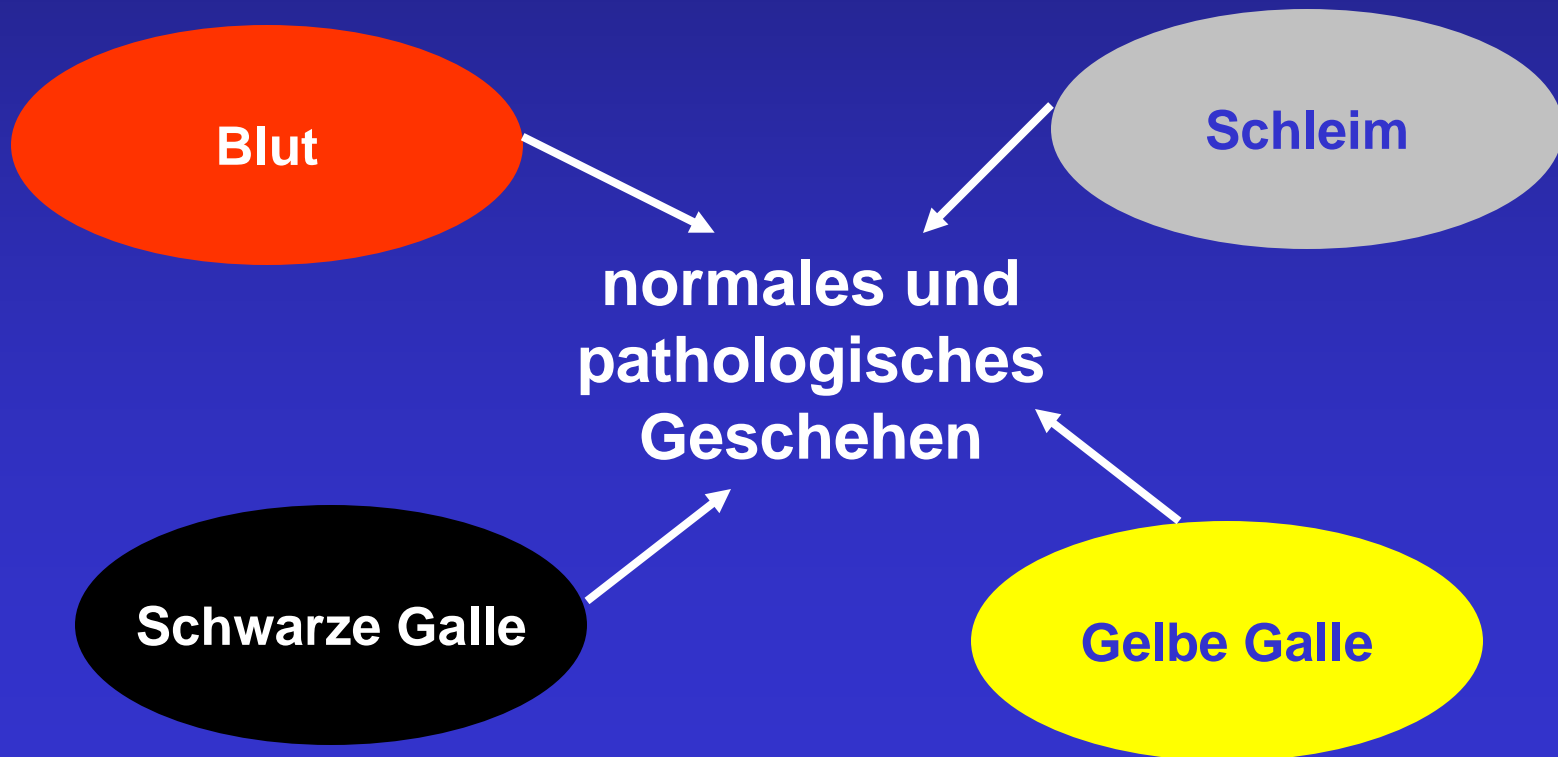 Blut
Schleim
normales und
pathologisches
Geschehen
Schwarze Galle
Gelbe Galle